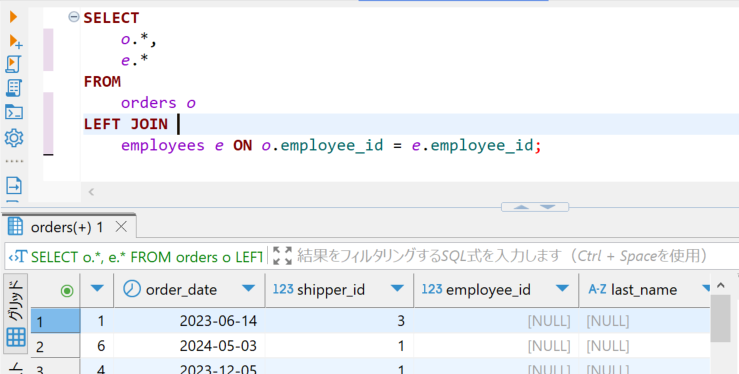 SELECT
o.*,
e.*
FROM
orders o
LEFT JOIN
employees e ON o.employee_id = e.employee_id;
orders(+) 1
SELECT o.*, e.* FROM orders o LEFT
結果をフィルタリングするSQL式を入力します（Ctrl + Spaceを使用）
グリッド
order_date 123 shipper_id 123 employee_id A-Z last_name
1 1 2023-06-14 3 [NULL] [NULL]
2 6 2024-05-03 1 [NULL] [NULL]
3 4 2023-12-05 1 [NULL] [NULL]